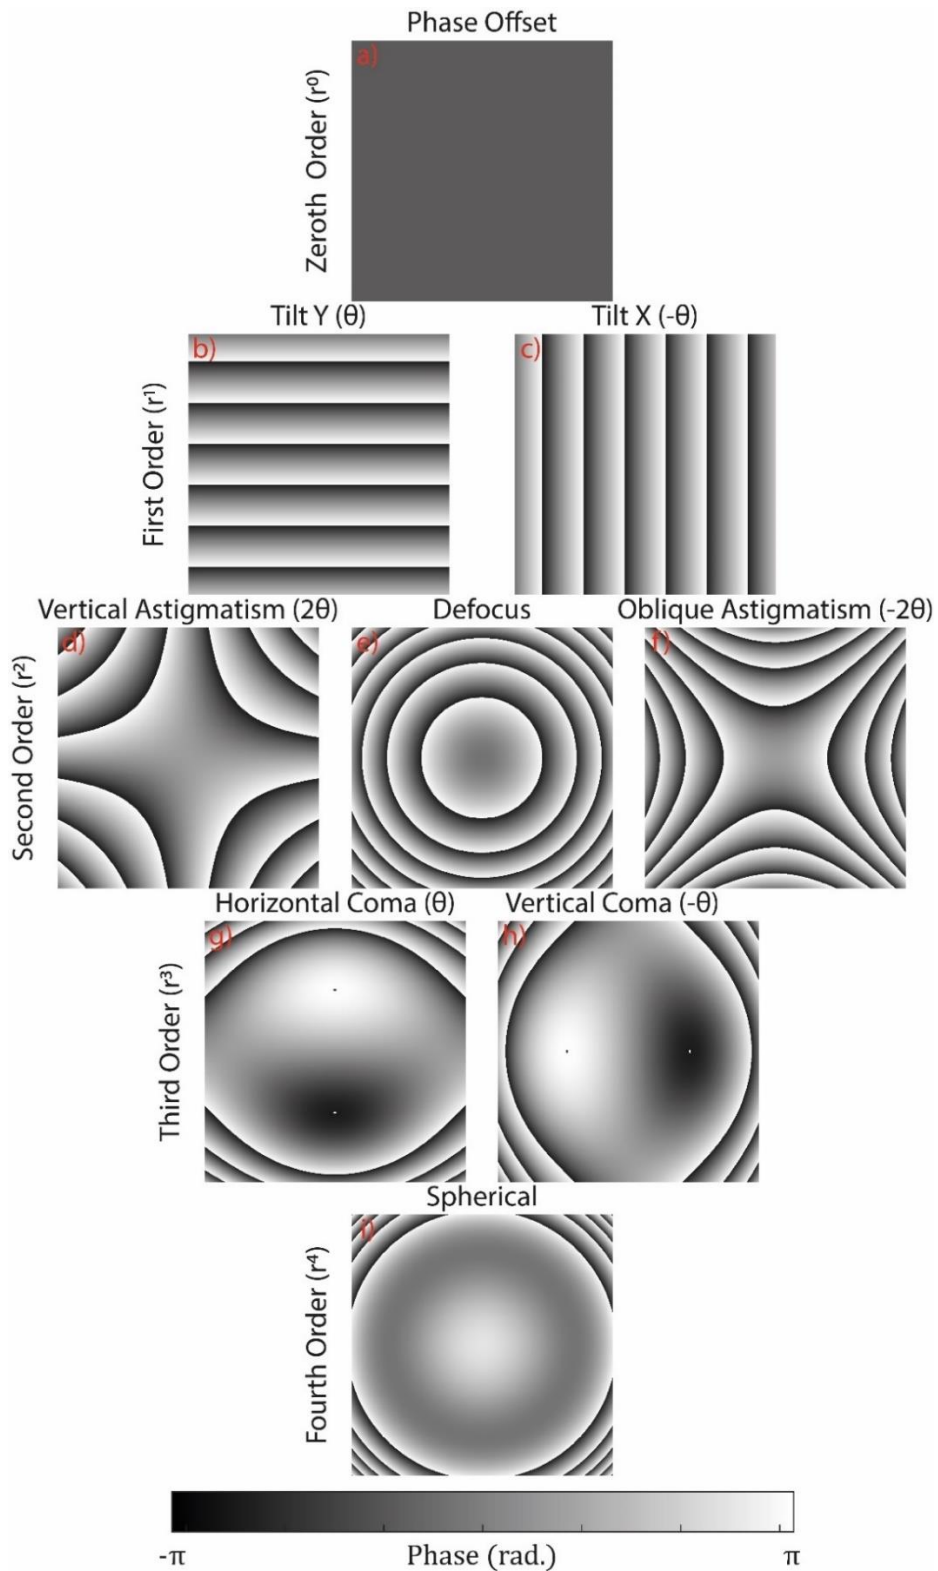 Phase Offset
a)
Zeroth Order (r⁰)
Tilt Y (θ)
Tilt X (-θ)
b)
c)
First Order (r¹)
Vertical Astigmatism (2θ)
Defocus
Oblique Astigmatism (-2θ)
d)
e)
f)
Second Order (r²)
Horizontal Coma (θ)
Vertical Coma (-θ)
g)
h)
Third Order (r³)
Spherical
i)
Fourth Order (r⁴)
-π
Phase (rad.)
π